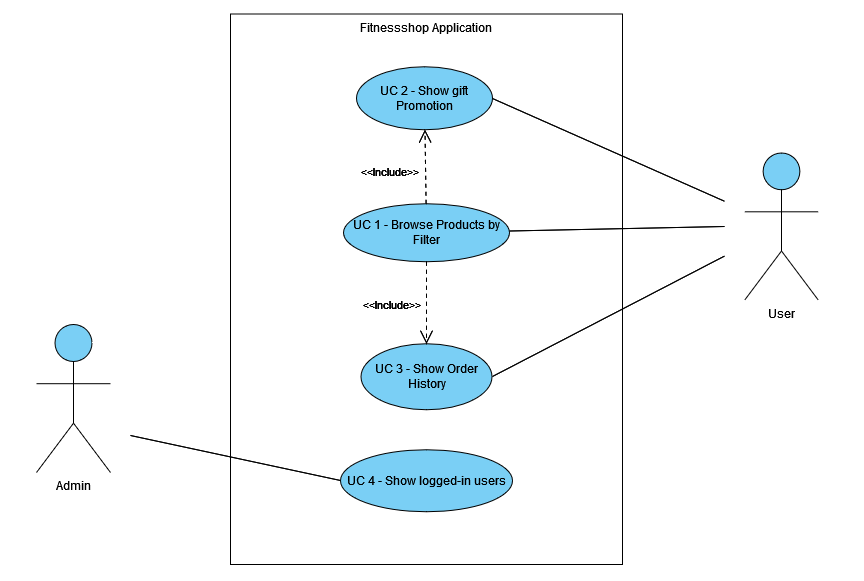 Fitnessshop Application
UC 2 - Show gift
Promotion
<<Include>>
UC 1 - Browse Products by
Filter
<<Include>>
User
UC 3 - Show Order
History
UC 4 - Show logged-in users
Admin